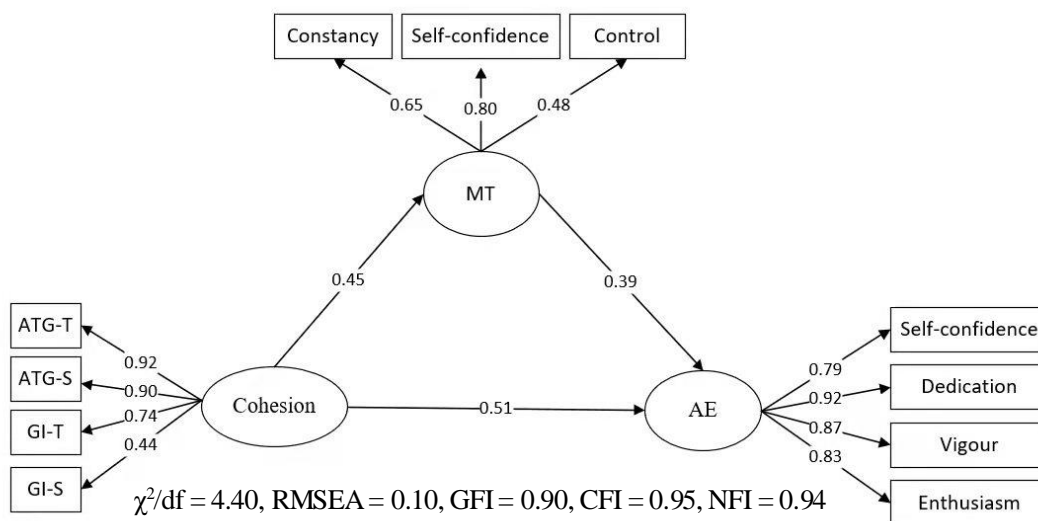 Constancy
Self-confidence
Control
0.65
0.80
0.48
MT
0.45
0.39
ATG-T
ATG-S
GI-T
GI-S
0.92
0.90
0.74
0.44
Cohesion
0.51
AE
0.79
0.92
0.87
0.83
Self-confidence
Dedication
Vigour
Enthusiasm
χ²/df = 4.40, RMSEA = 0.10, GFI = 0.90, CFI = 0.95, NFI = 0.94